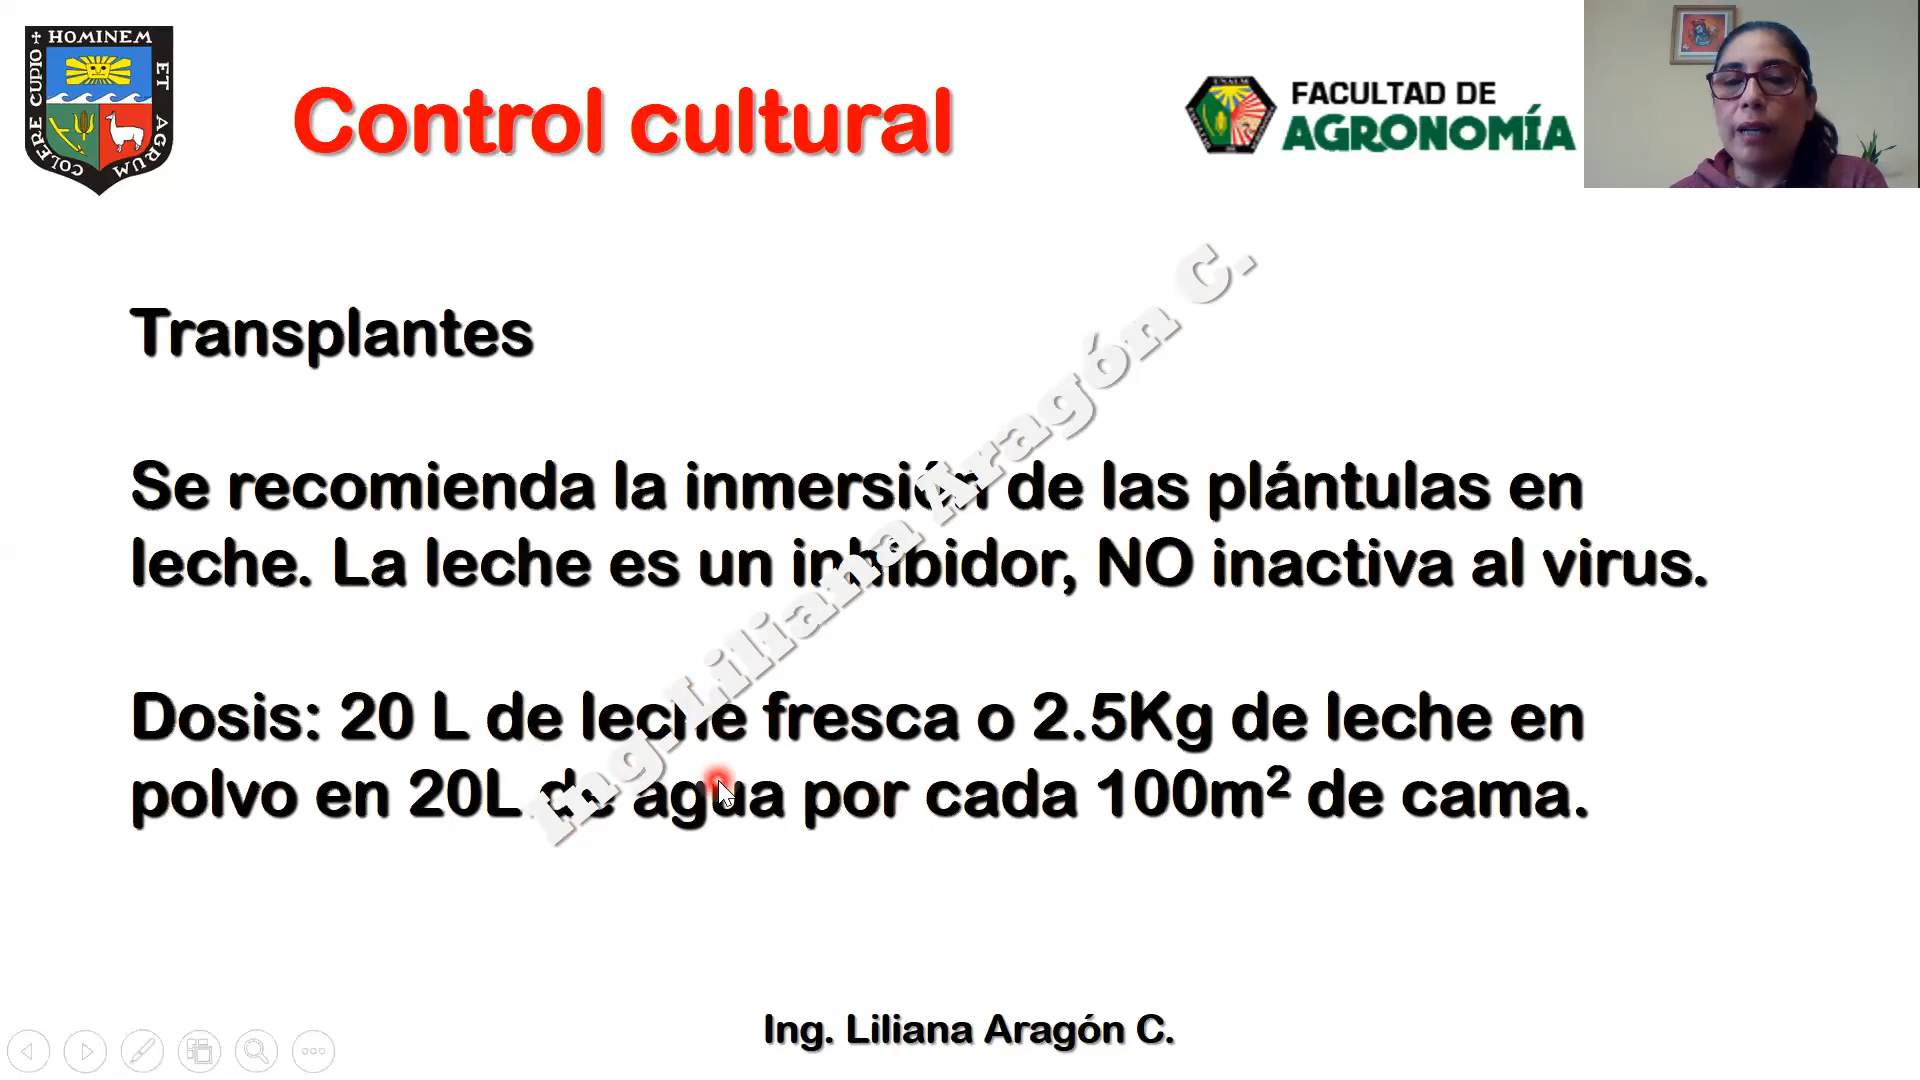 COLERE CUPIO ✝ HOMINEM ET AGRUM
Control cultural
FACULTAD DE
AGRONOMÍA
Transplantes
Se recomienda la inmersión de las plántulas en
leche. La leche es un inhibidor, NO inactiva al virus.
Dosis: 20 L de leche fresca o 2.5Kg de leche en
polvo en 20L de agua por cada 100m² de cama.
Ing. Liliana Aragón C.
Ing. Liliana Aragón C.